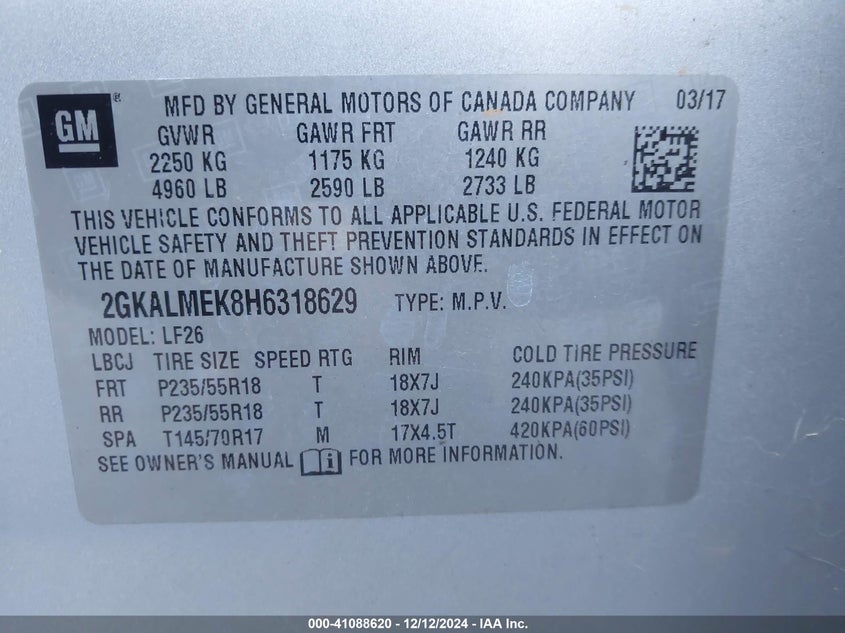 GM ® MFD BY GENERAL MOTORS OF CANADA COMPANY 03/17
GVWR GAWR FRT GAWR RR
2250 KG 1175 KG 1240 KG
4960 LB 2590 LB 2733 LB
THIS VEHICLE CONFORMS TO ALL APPLICABLE U.S. FEDERAL MOTOR
VEHICLE SAFETY AND THEFT PREVENTION STANDARDS IN EFFECT ON
THE DATE OF MANUFACTURE SHOWN ABOVE.
2GKALMEK8H6318629 TYPE: M.P.V.
MODEL: LF26
LBCJ TIRE SIZE SPEED RTG RIM COLD TIRE PRESSURE
FRT P235/55R18 T 18X7J 240KPA(35PSI)
RR P235/55R18 T 18X7J 240KPA(35PSI)
SPA T145/70R17 M 17X4.5T 420KPA(60PSI)
SEE OWNER'S MANUAL FOR MORE INFORMATION.
000-41088620 - 12/12/2024 - IAA Inc.